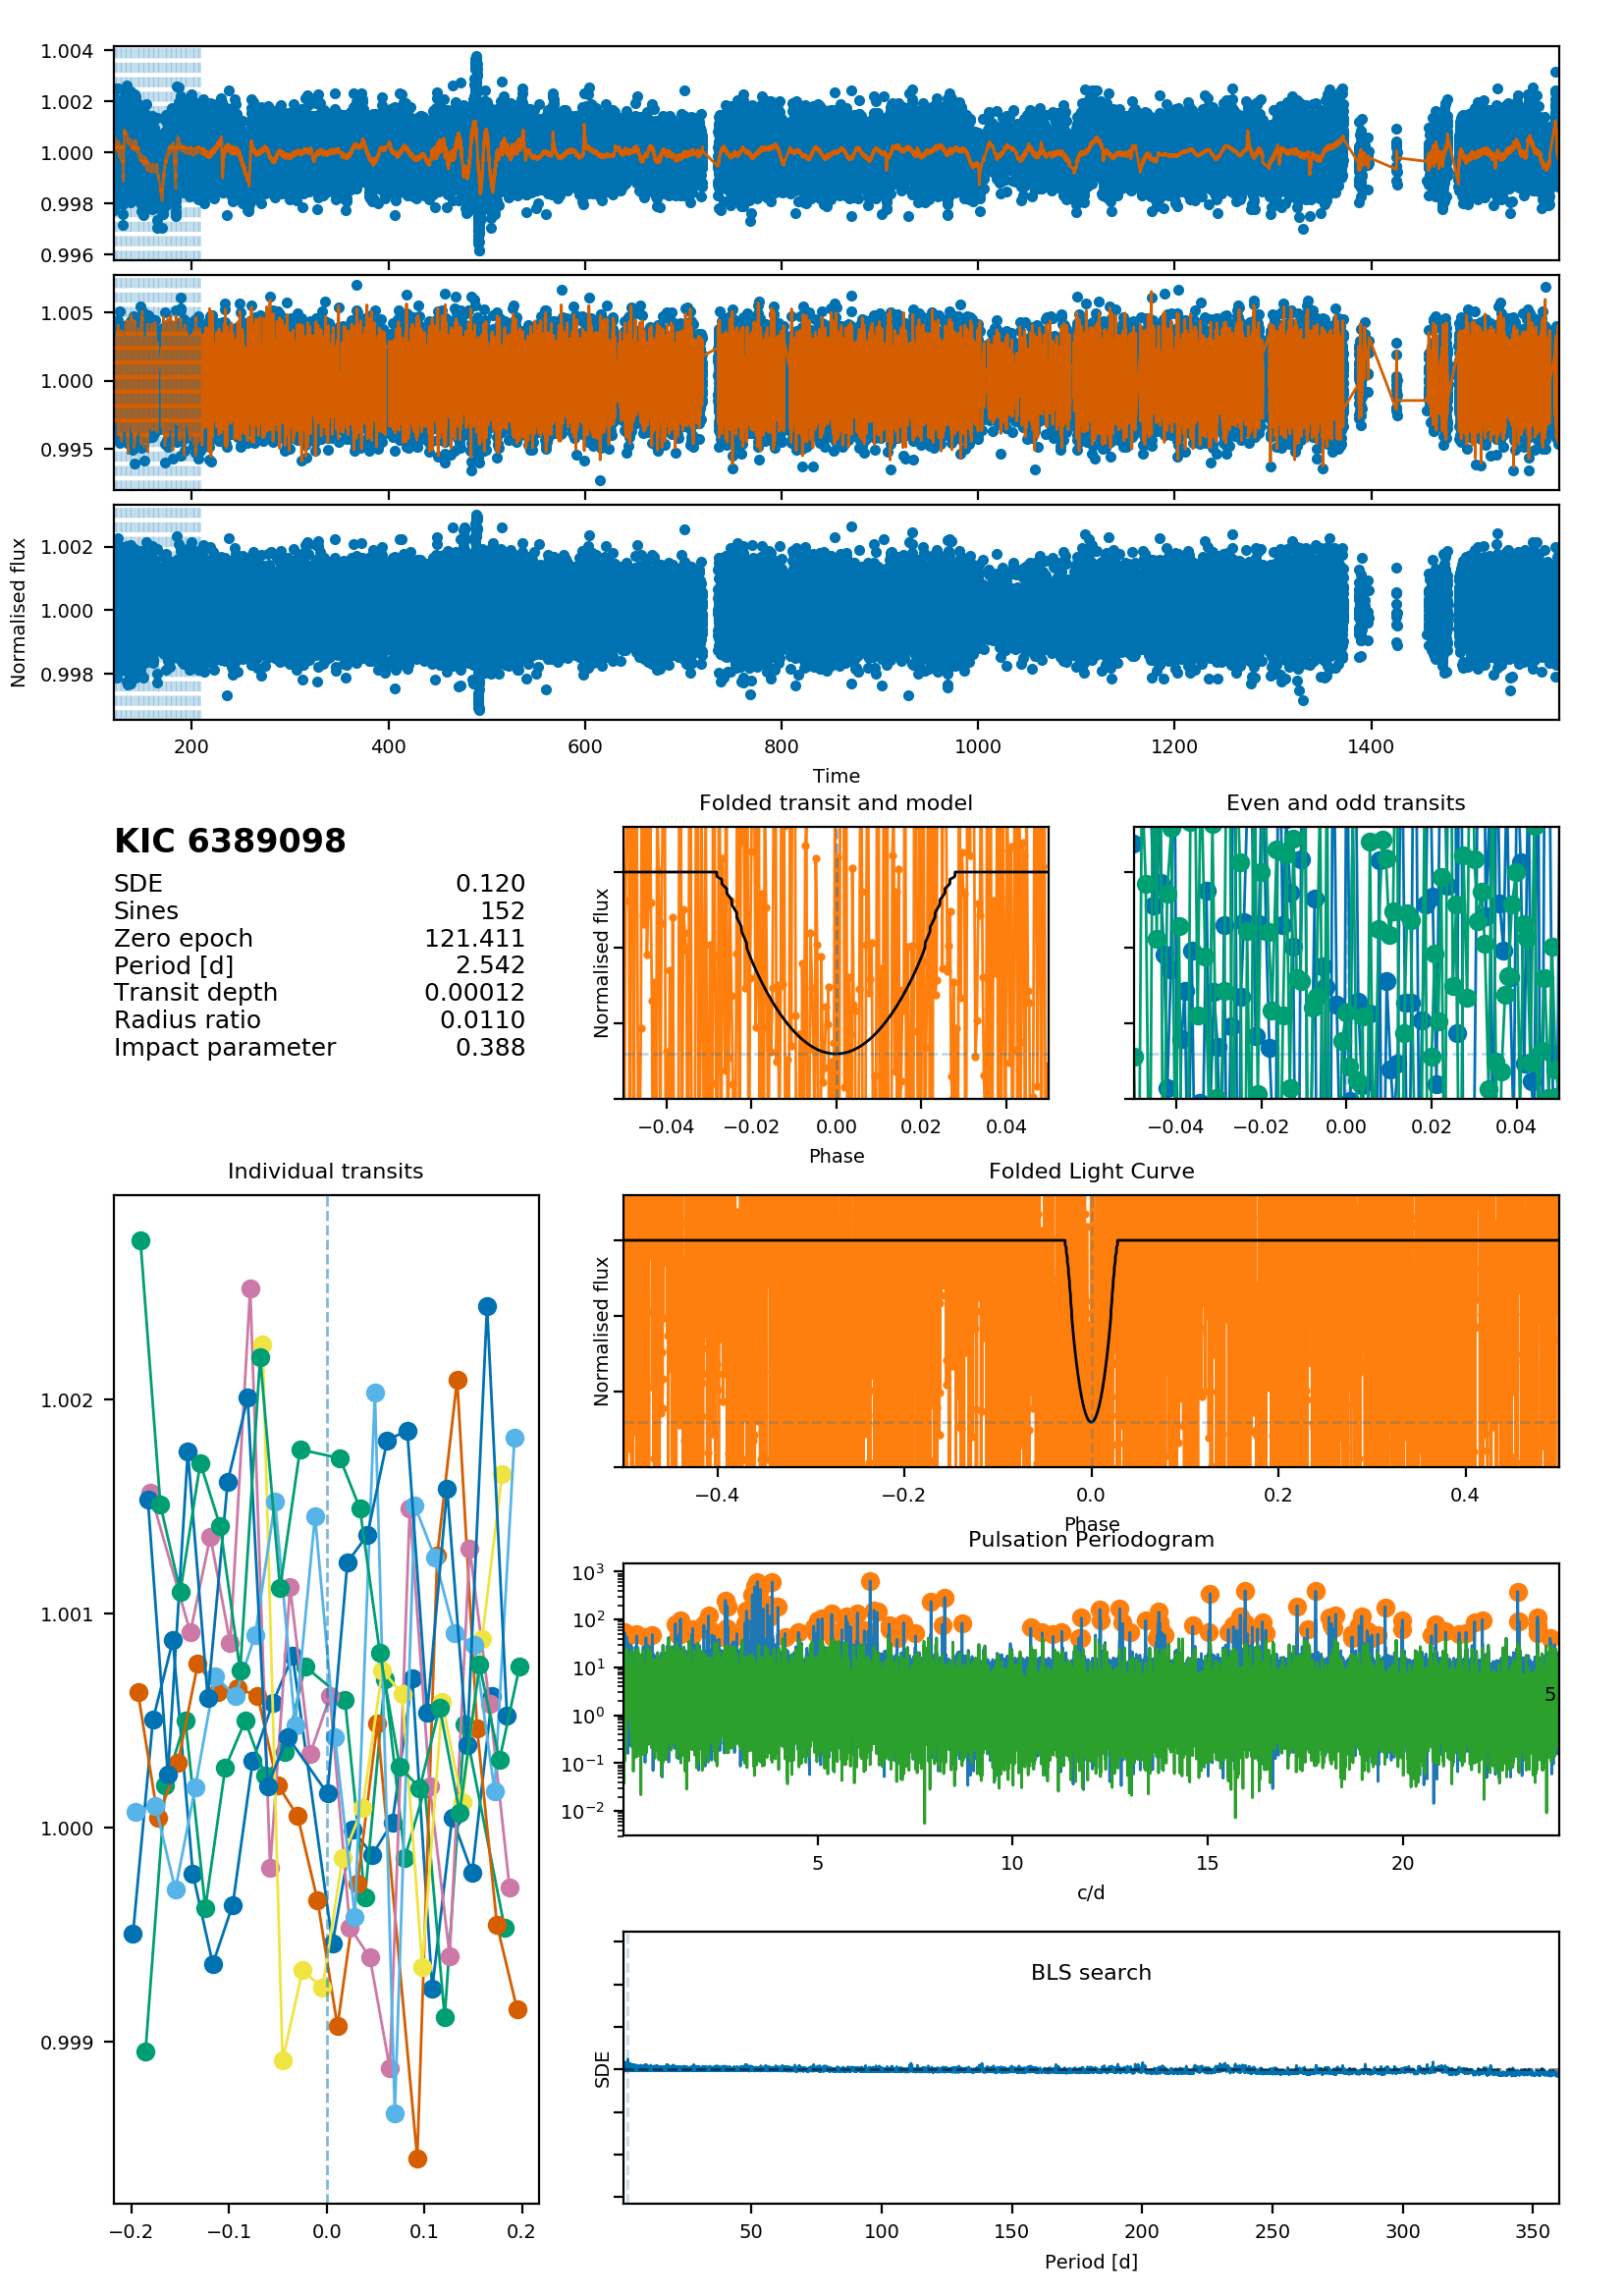 1.004
1.002
1.000
0.998
0.996
1.005
1.000
0.995
1.002
1.000
0.998
Normalised flux
200 400 600 800 1000 1200 1400
Time
KIC 6389098
SDE 0.120
Sines 152
Zero epoch 121.411
Period [d] 2.542
Transit depth 0.00012
Radius ratio 0.0110
Impact parameter 0.388
Folded transit and model
Normalised flux
−0.04 −0.02 0.00 0.02 0.04
Phase
Even and odd transits
−0.04 −0.02 0.00 0.02 0.04
Individual transits
1.002
1.001
1.000
0.999
−0.2 −0.1 0.0 0.1 0.2
Folded Light Curve
Normalised flux
−0.4 −0.2 0.0 0.2 0.4
Phase
Pulsation Periodogram
10³
10²
10¹
10⁰
10⁻¹
10⁻²
5
5 10 15 20
c/d
BLS search
SDE
50 100 150 200 250 300 350
Period [d]